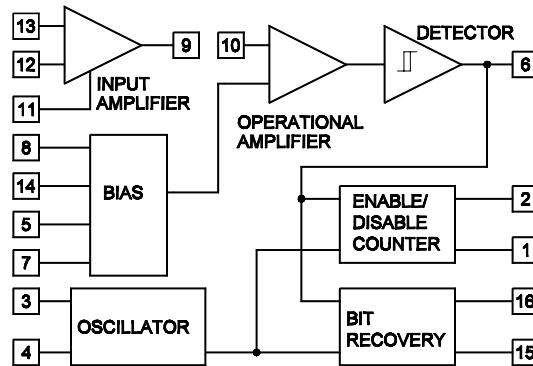 13
12
11
INPUT
AMPLIFIER
9
10
OPERATIONAL
AMPLIFIER
DETECTOR
6
8
14
5
7
BIAS
ENABLE/
DISABLE
COUNTER
2
1
3
4
OSCILLATOR
BIT
RECOVERY
16
15